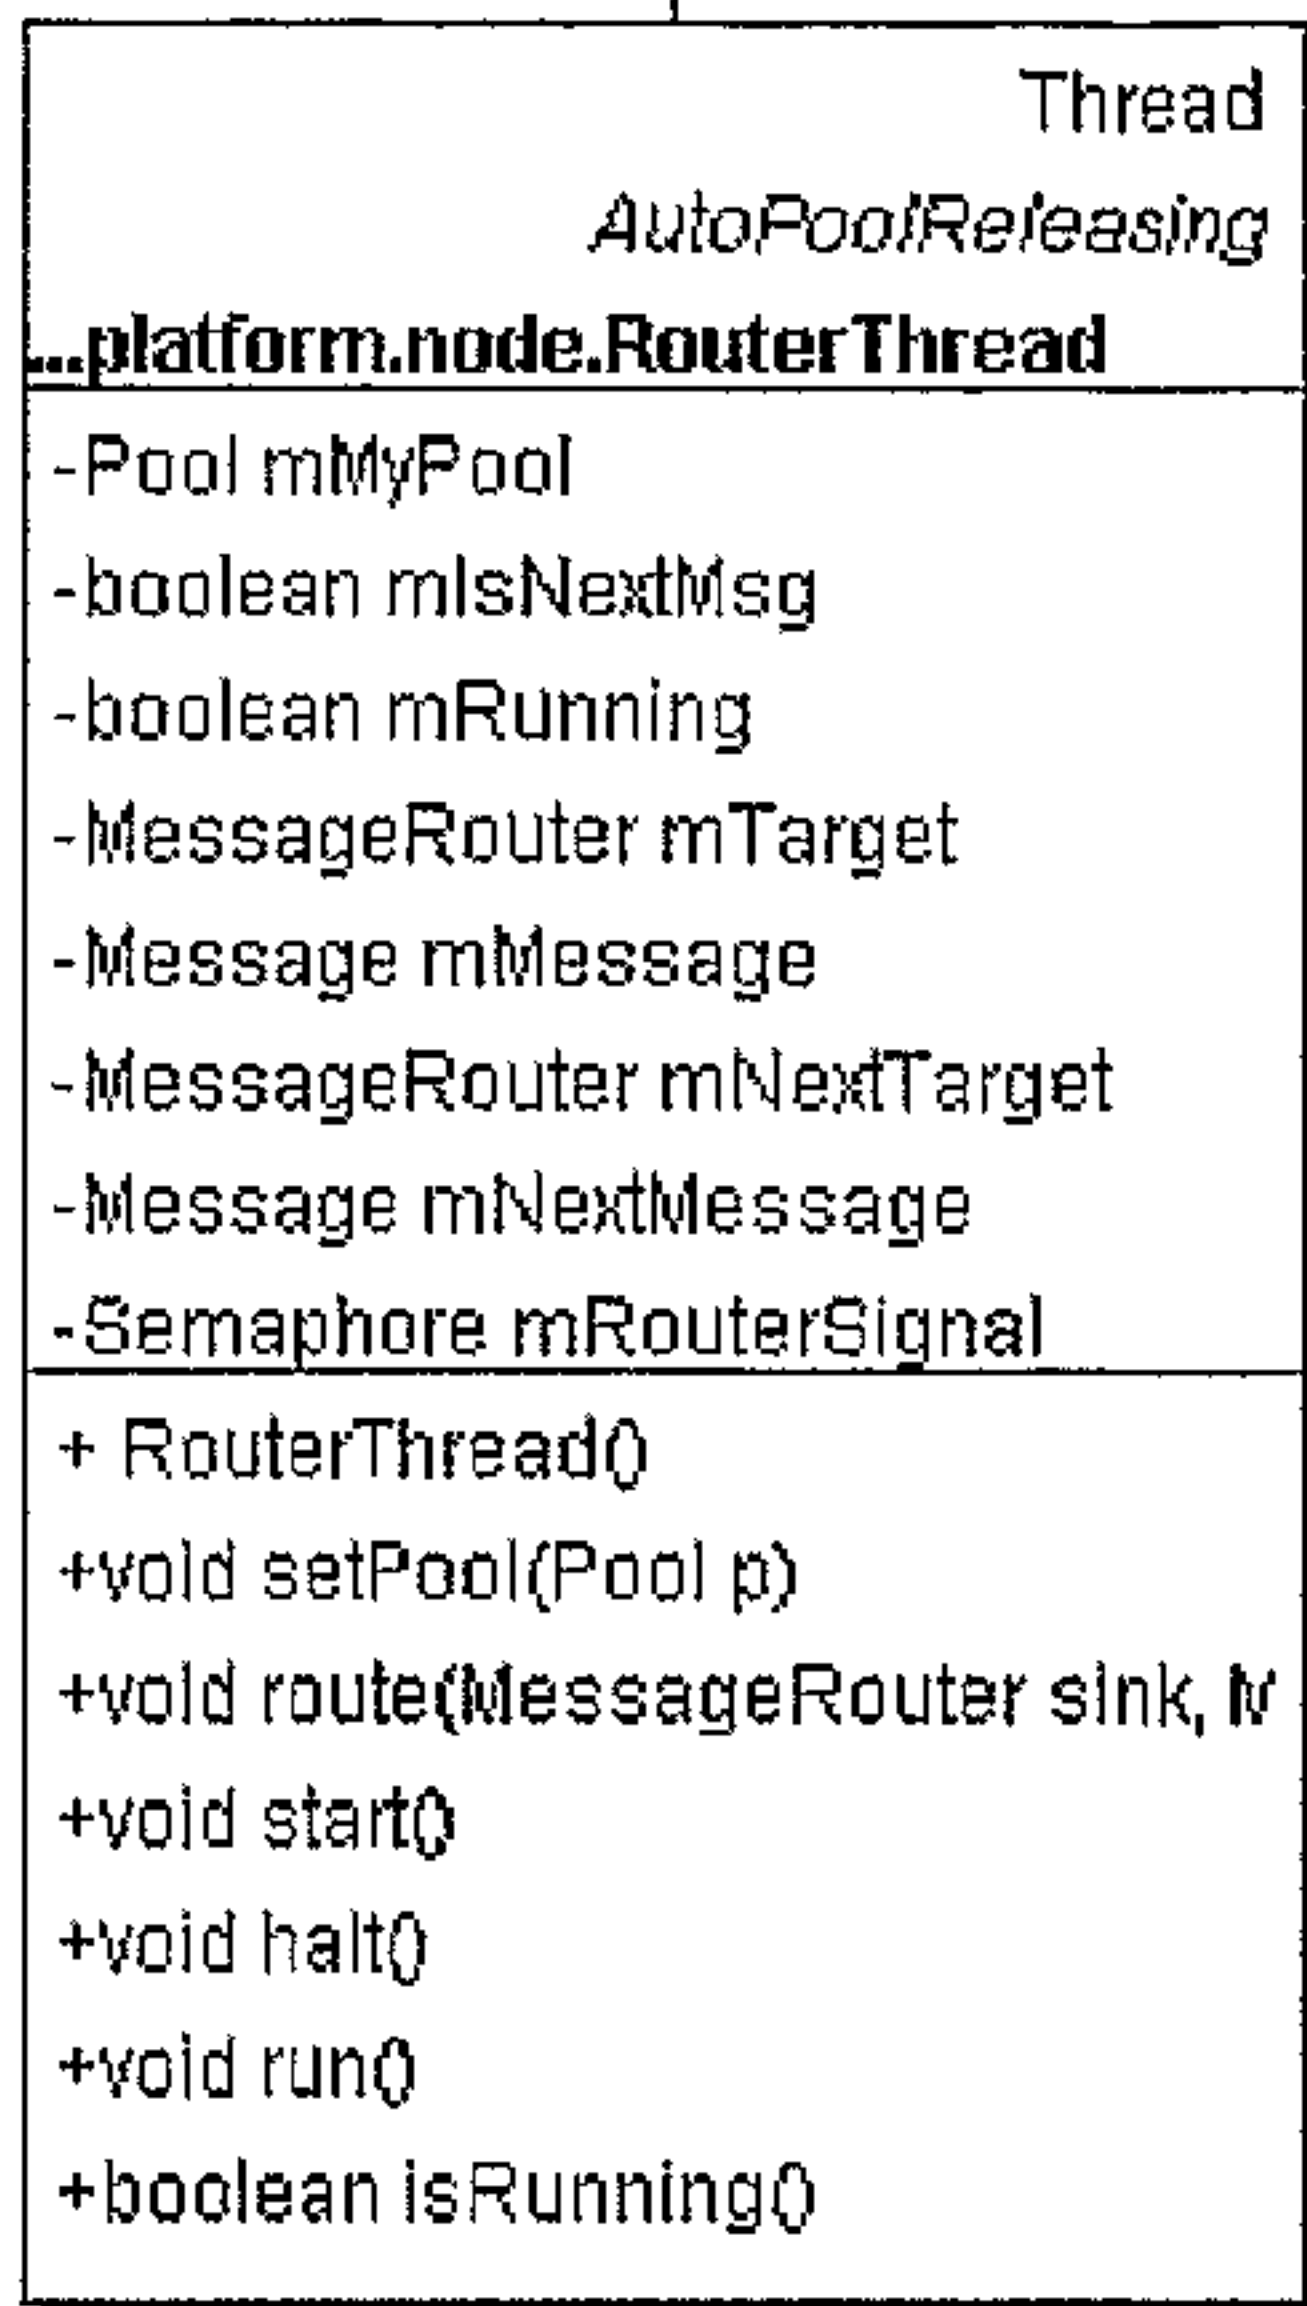 Thread
AutoPoolReleasing
...platform.node.RouterThread
-Pool mMyPool
-boolean mIsNextMsg
-boolean mRunning
-MessageRouter mTarget
-Message mMessage
-MessageRouter mNextTarget
-Message mNextMessage
-Semaphore mRouterSignal
+ RouterThread()
+void setPool(Pool p)
+void route(MessageRouter sink, M
+void start()
+void halt()
+void run()
+boolean isRunning()